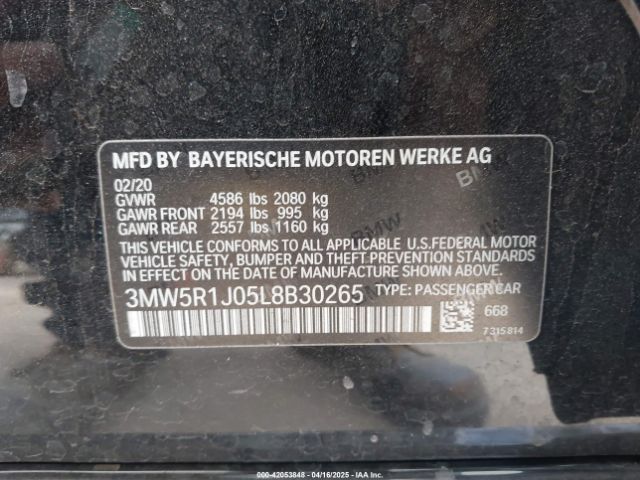 MFD BY BAYERISCHE MOTOREN WERKE AG
02/20
GVWR 4586 lbs 2080 kg
GAWR FRONT 2194 lbs 995 kg
GAWR REAR 2557 lbs 1160 kg
THIS VEHICLE CONFORMS TO ALL APPLICABLE U.S.FEDERAL MOTOR
VEHICLE SAFETY, BUMPER AND THEFT PREVENTION STANDARDS
IN EFFECT ON THE DATE OF MANUFACTURE SHOWN ABOVE.
3MW5R1J05L8B30265 TYPE: PASSENGER CAR
668
7 315 814
000-42053848 - 04/16/2025 - IAA Inc.